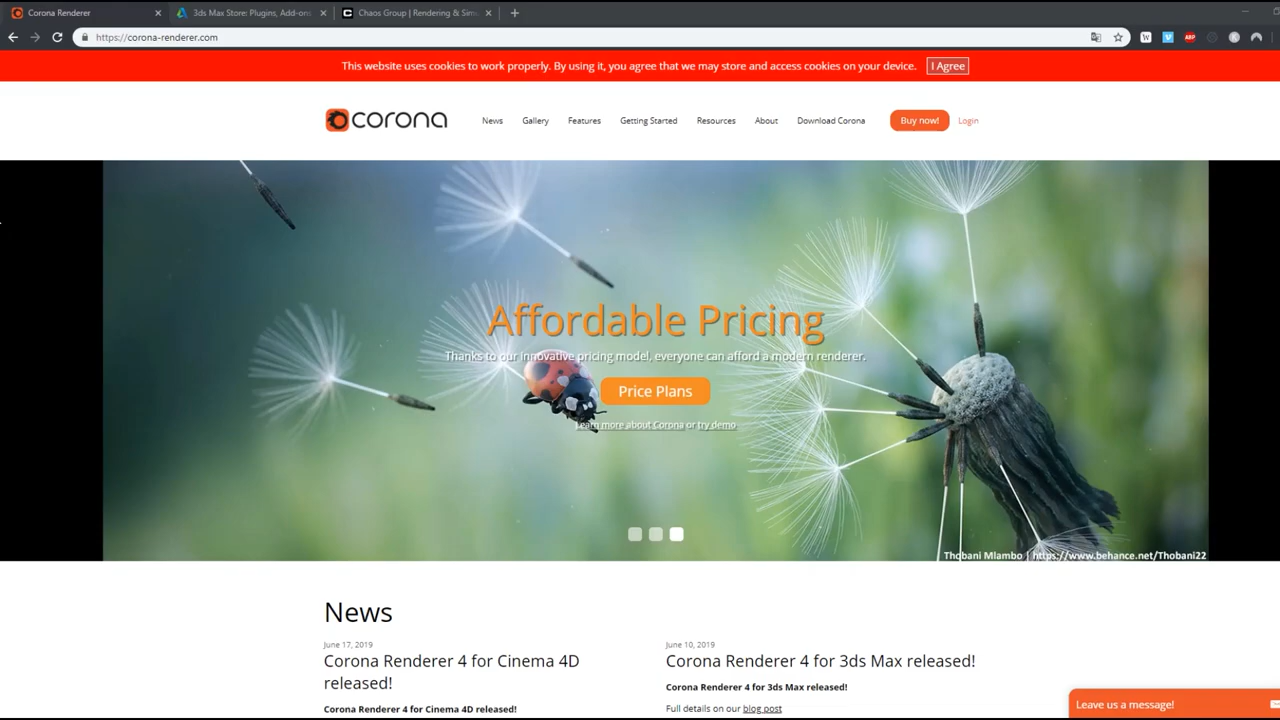 Corona Renderer
3ds Max Store: Plugins, Add-ons
Chaos Group | Rendering & Sim
https://corona-renderer.com
ABP
This website uses cookies to work properly. By using it, you agree that we may store and access cookies on your device.
I Agree
corona
News
Gallery
Features
Getting Started
Resources
About
Download Corona
Buy now!
Login
Affordable Pricing
Thanks to our innovative pricing model, everyone can afford a modern renderer.
Price Plans
Learn more about Corona or try demo
Thobani Mlambo | https://www.behance.net/Thobani22
News
June 17, 2019
Corona Renderer 4 for Cinema 4D
released!
Corona Renderer 4 for Cinema 4D released!
June 10, 2019
Corona Renderer 4 for 3ds Max released!
Corona Renderer 4 for 3ds Max released!
Full details on our blog post
Leave us a message!